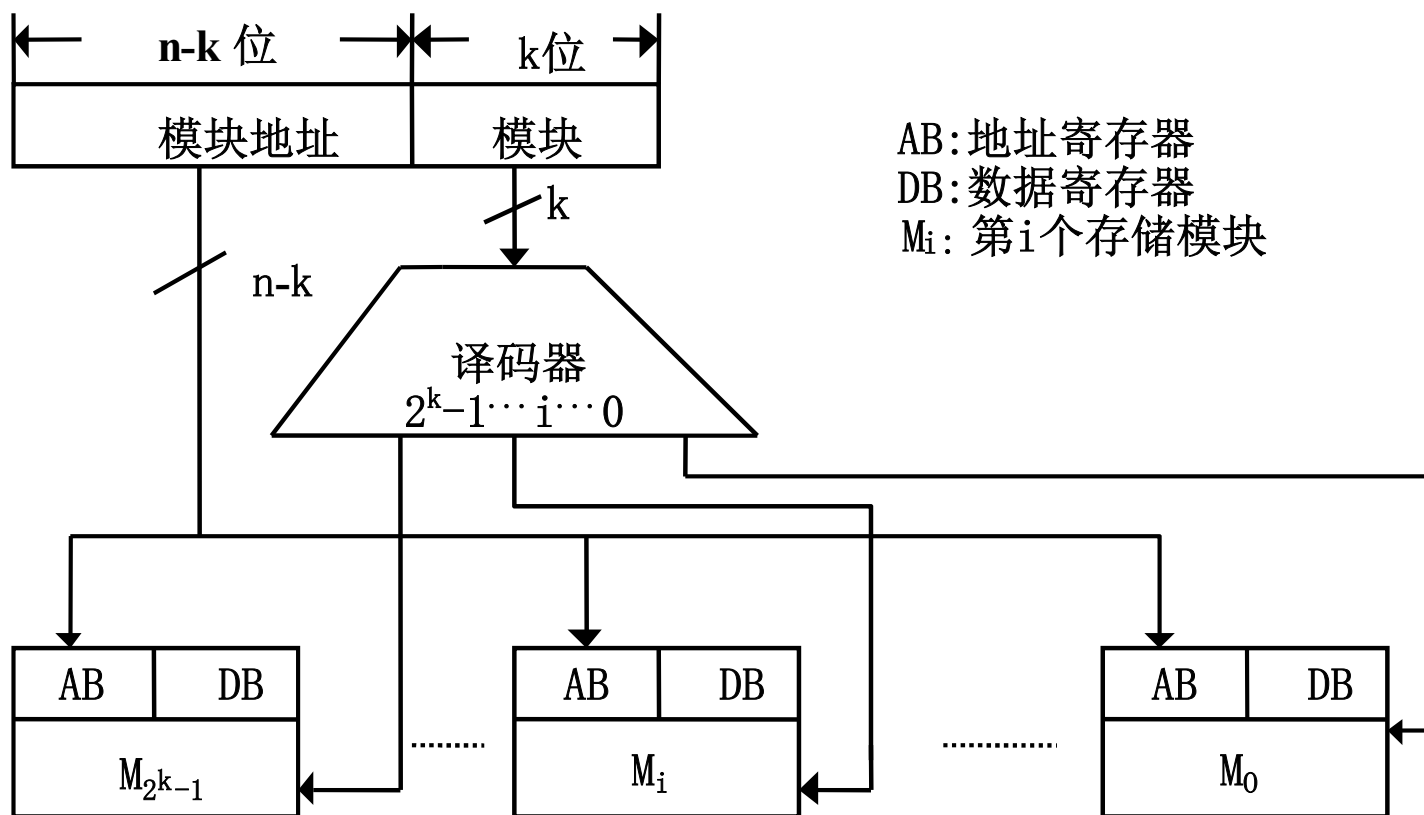 n-k 位 k位
模块地址 模块
AB:地址寄存器
DB:数据寄存器
Mi: 第i个存储模块
k
n-k
译码器
2ᵏ-1···i···0
AB DB AB DB AB DB
M₂ᵏ₋₁ Mᵢ M₀